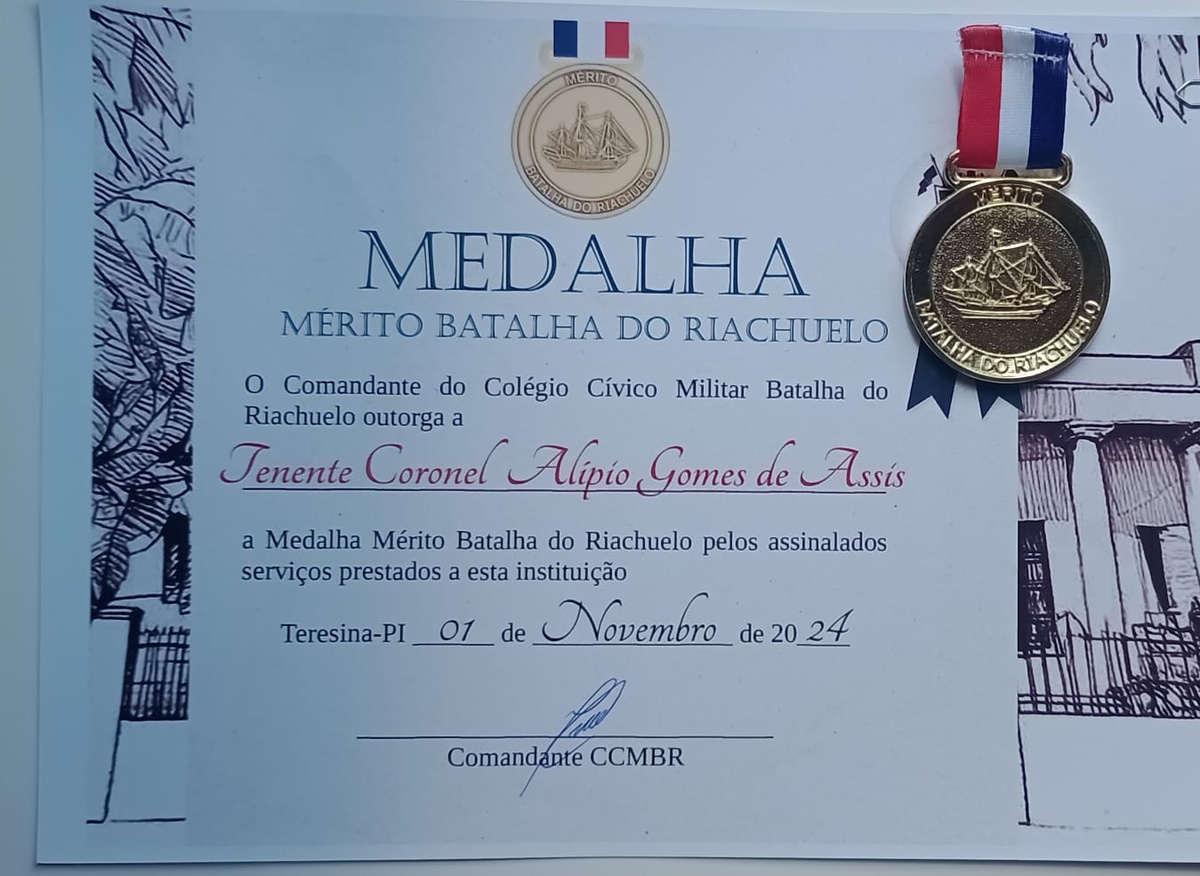 MÉRITO
BATALHA DO RIACHUELO
MÉRITO
BATALHA DO RIACHUELO
MEDALHA
MÉRITO BATALHA DO RIACHUELO
O Comandante do Colégio Cívico Militar Batalha do
Riachuelo outorga a
Tenente Coronel Alípio Gomes de Assis
a Medalha Mérito Batalha do Riachuelo pelos assinalados
serviços prestados a esta instituição
Teresina-PI 01 de Novembro de 2024
Comandante CCMBR